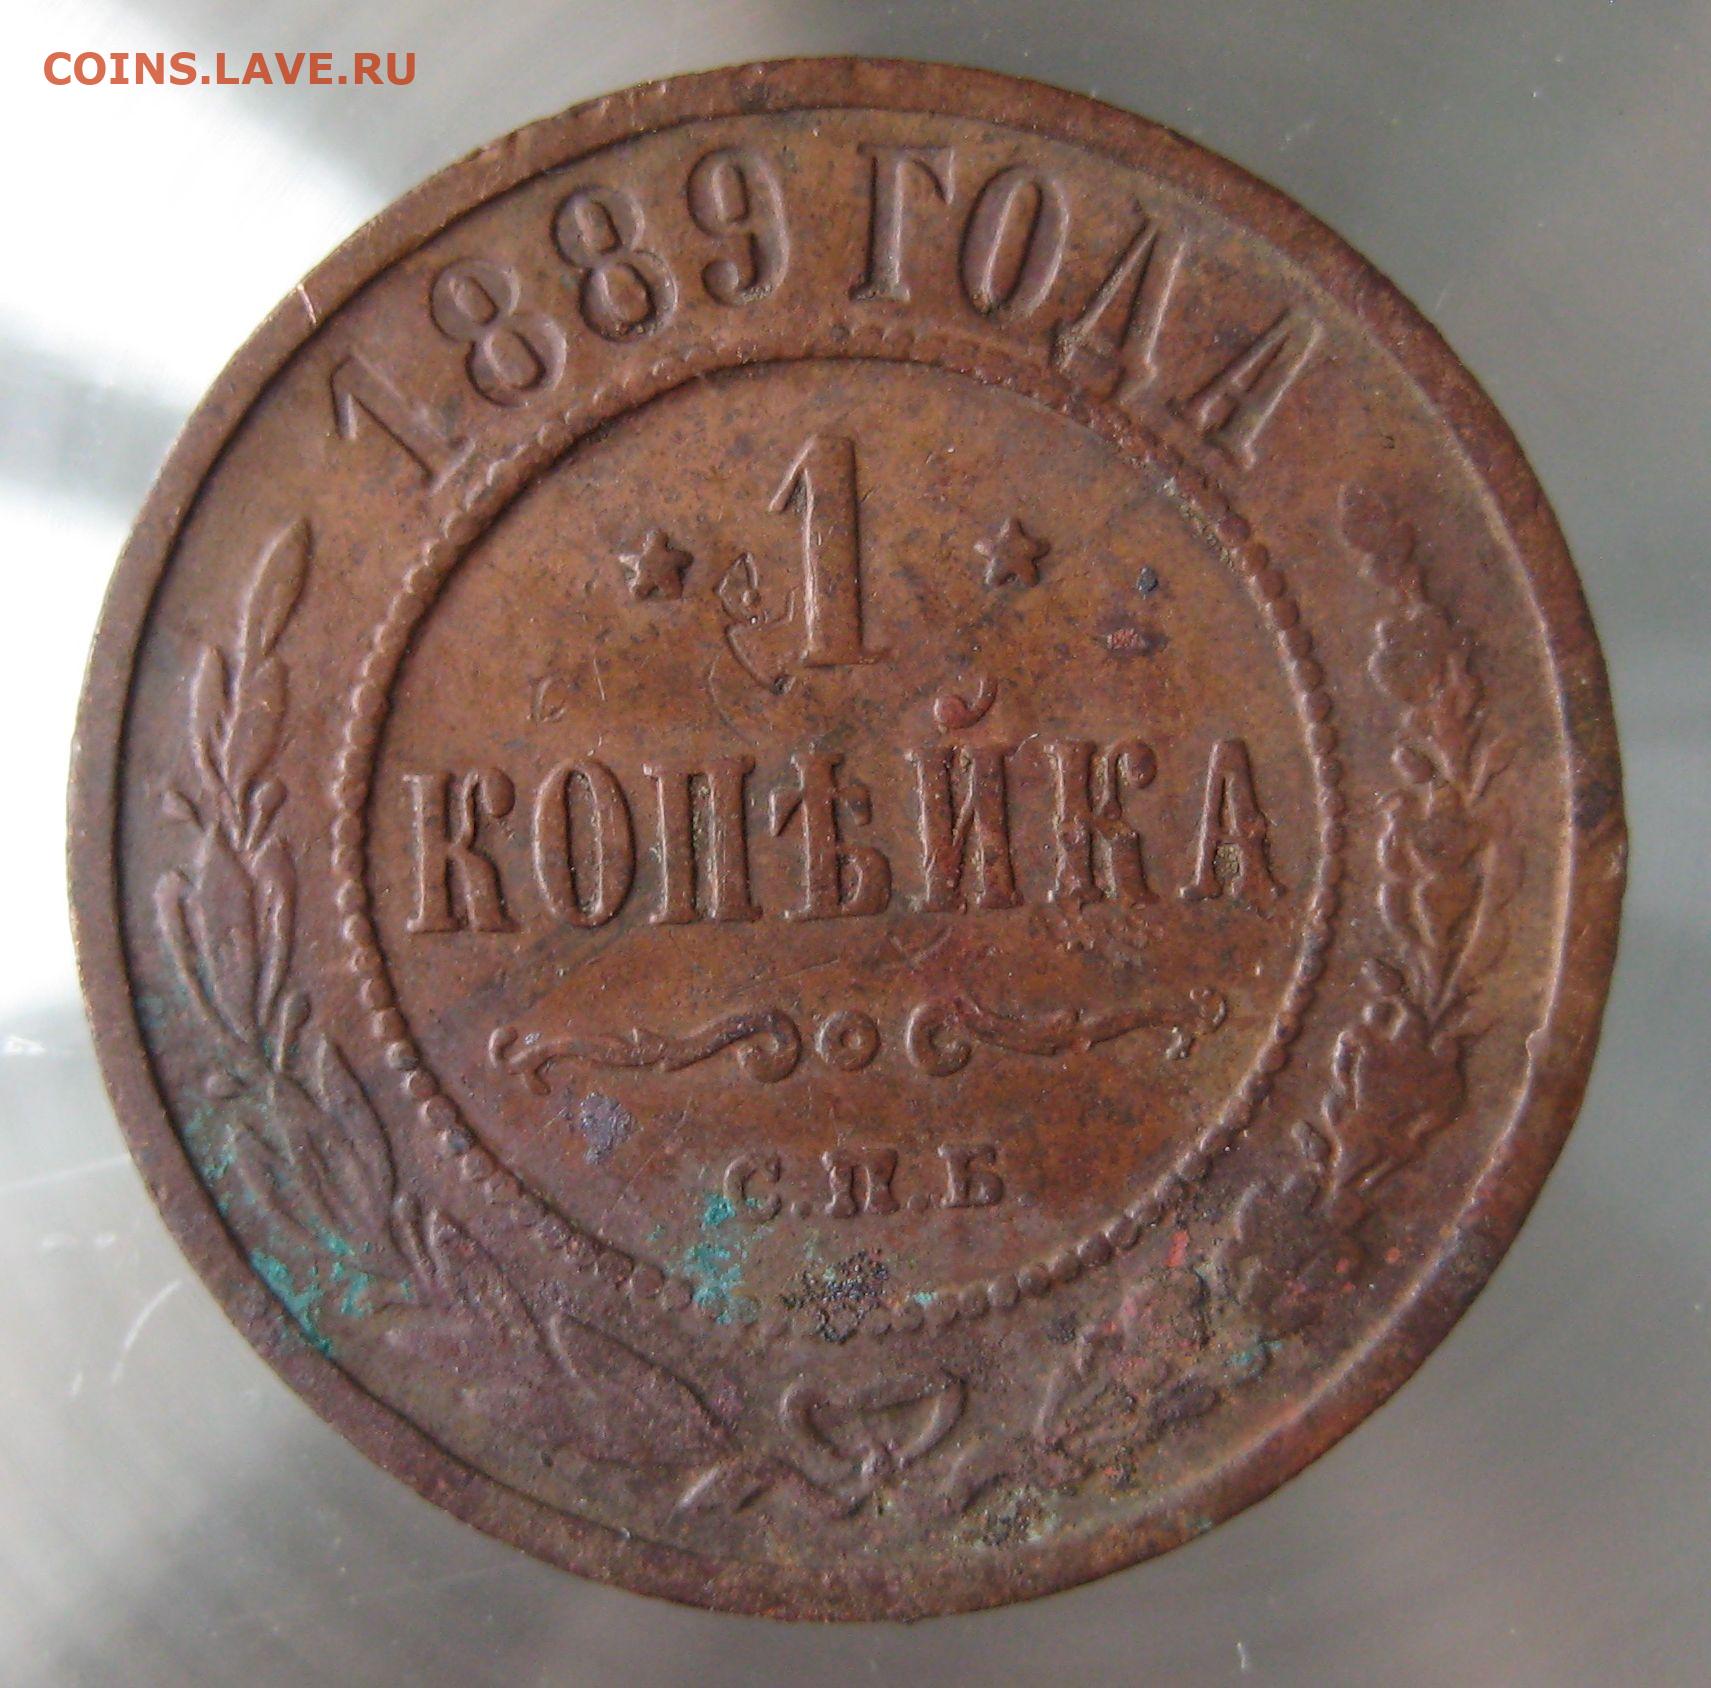 COINS.LAVE.RU
1889 ГОДА
1
КОПѢЙКА
С.П.Б